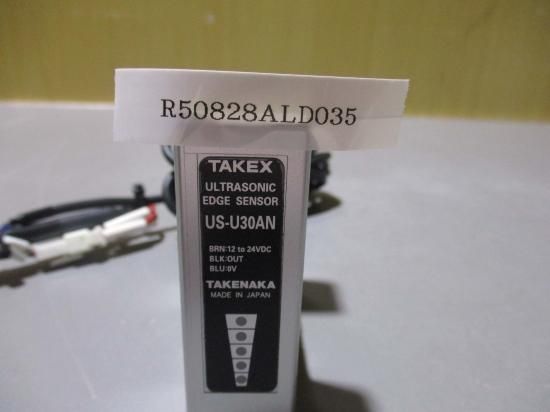 R50828ALD035
TAKEX
ULTRASONIC
EDGE SENSOR
US-U30AN
BRN:12 to 24VDC
BLK:OUT
BLU:0V
TAKENAKA
MADE IN JAPAN